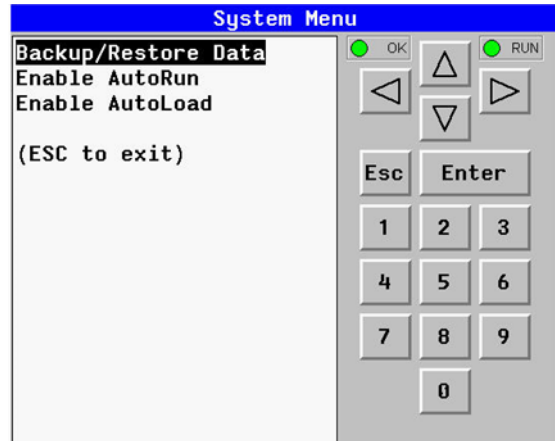 System Menu
Backup/Restore Data
Enable AutoRun
Enable AutoLoad
(ESC to exit)
OK
RUN
Esc
Enter
1 2 3
4 5 6
7 8 9
0